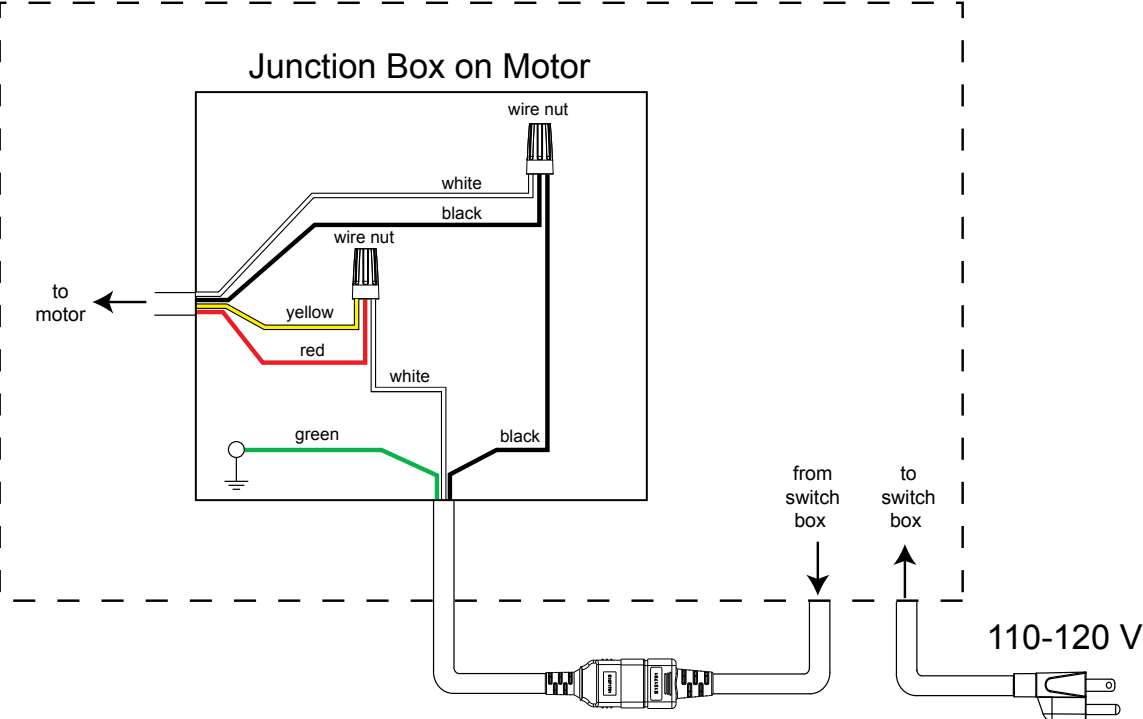 Junction Box on Motor
wire nut
white
black
wire nut
to
motor
yellow
red
white
green
black
from
switch
box
to
switch
box
110-120 V